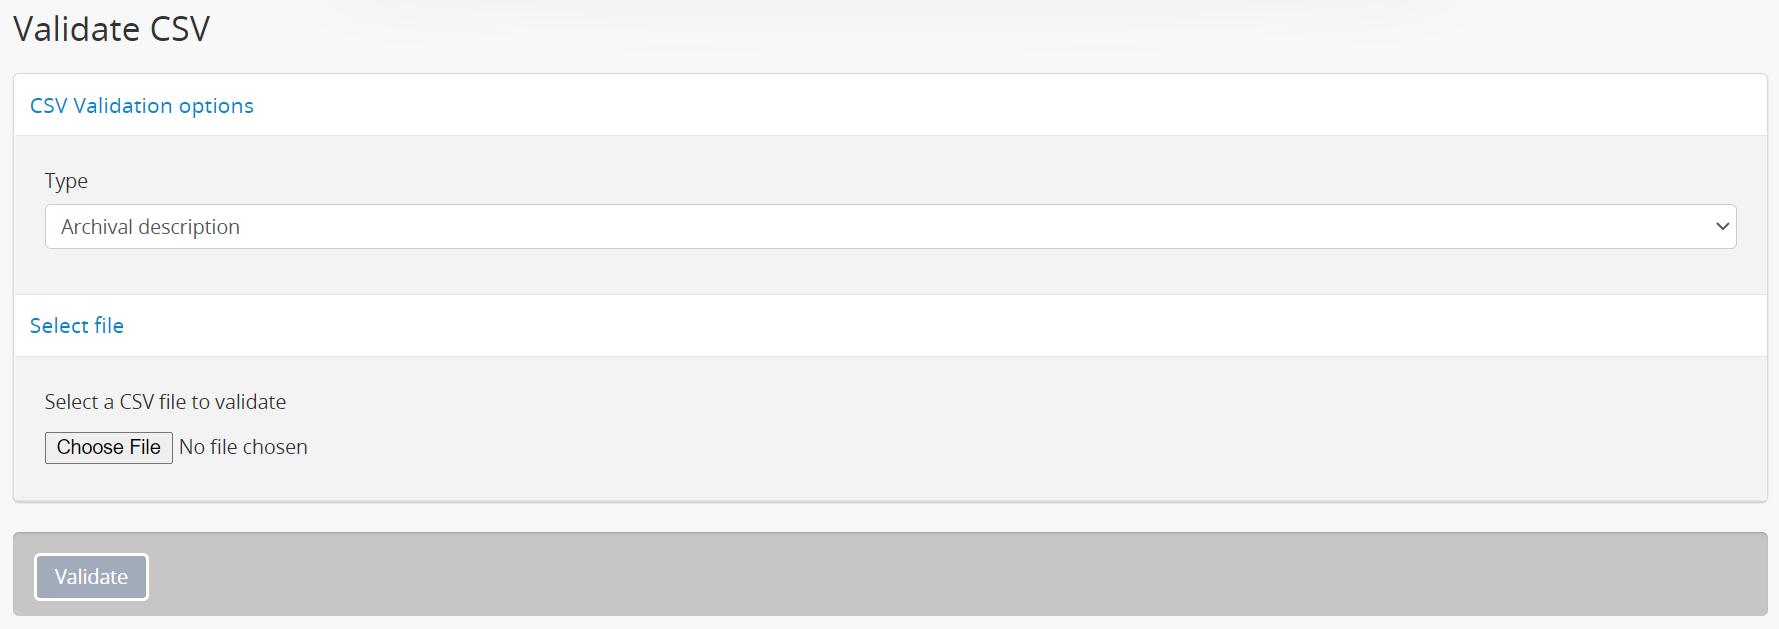 Validate CSV
CSV Validation options
Type
Archival description
Select file
Select a CSV file to validate
Choose File No file chosen
Validate